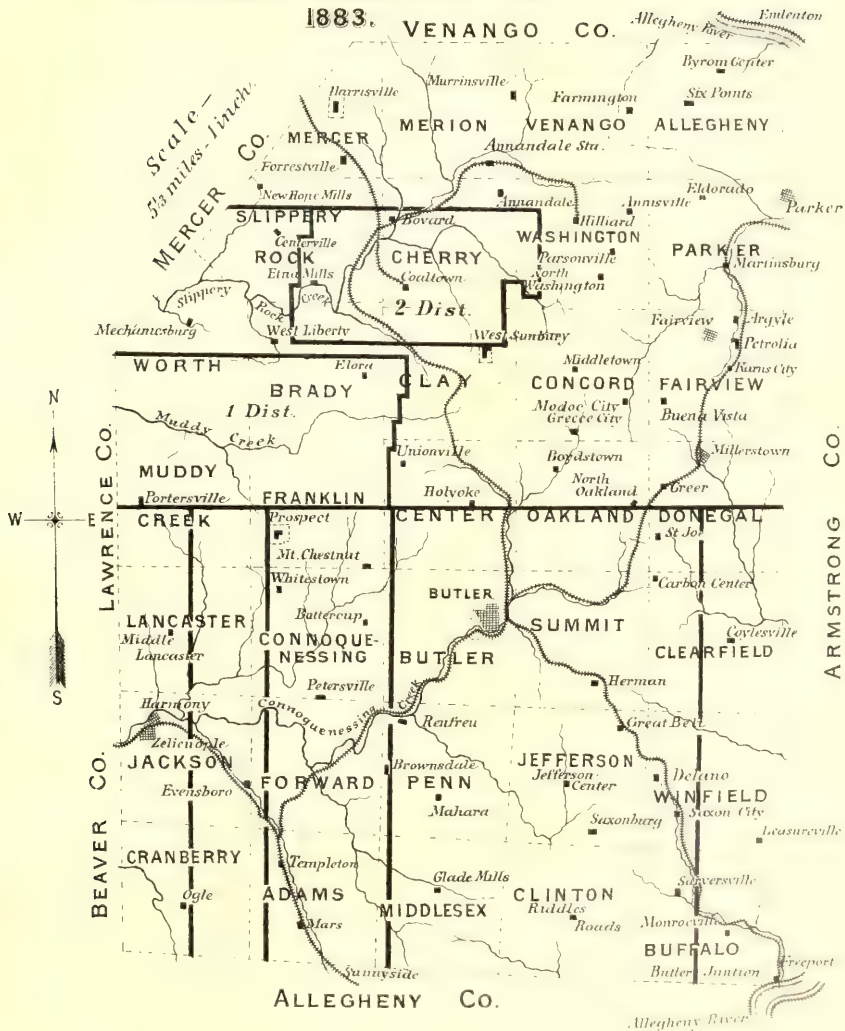 1883.
VENANGO Co.
Allegheny River
Emlenton
Byrom Center
Harrisville
Murrinsville
Farmington
Six Points
Scale –
5 1/3 miles - 1 inch.
MERCER
MERION
VENANGO
ALLEGHENY
Annandale Sta.
Forrestville
MERCER Co.
New Hope Mills
Annandale
Annisville
Eldorado
Parker
SLIPPERY
ROCK
Bovard
Hilliard
Centerville
CHERRY
WASHINGTON
Parsonville
PARKER
Martinsburg
Etna Mills
Coaltown
North
Washington
Slippery
Rock
Creek
2 Dist.
Mechanicsburg
West Liberty
West Sunbury
Fairview
Argyle
Petrolia
WORTH
Elora
CLAY
Middletown
Karns City
BRADY
CONCORD
FAIRVIEW
1 Dist.
Modoc City
Greece City
Buena Vista
Muddy
Creek
N
Unionville
Boydstown
Millerstown
MUDDY
CREEK
Portersville
FRANKLIN
Holyoke
North
Oakland
Greer
W
E
Prospect
CENTER
OAKLAND
DONEGAL
St Joe
LAWRENCE Co.
ARMSTRONG Co.
Mt. Chestnut
Whitestown
Carbon Center
BUTLER
LANCASTER
Buttercup
SUMMIT
Middle
Lancaster
CONNOQUE-
NESSING
BUTLER
Coylesville
CLEARFIELD
S
Petersville
Herman
Harmony
Connoquenessing
Creek
Renfreu
Great Belt
Zelienople
JACKSON
Brownsdale
JEFFERSON
Delano
Evensboro
FORWARD
PENN
Jefferson
Center
WINFIELD
Mahara
Saxon City
Saxonburg
Leasureville
BEAVER Co.
CRANBERRY
Templeton
Glade Mills
Sarversville
Ogle
ADAMS
MIDDLESEX
CLINTON
Riddles
Roads
Mars
Monroeville
BUFFALO
Sunnyside
Butler Junction
Freeport
ALLEGHENY Co.
Allegheny River